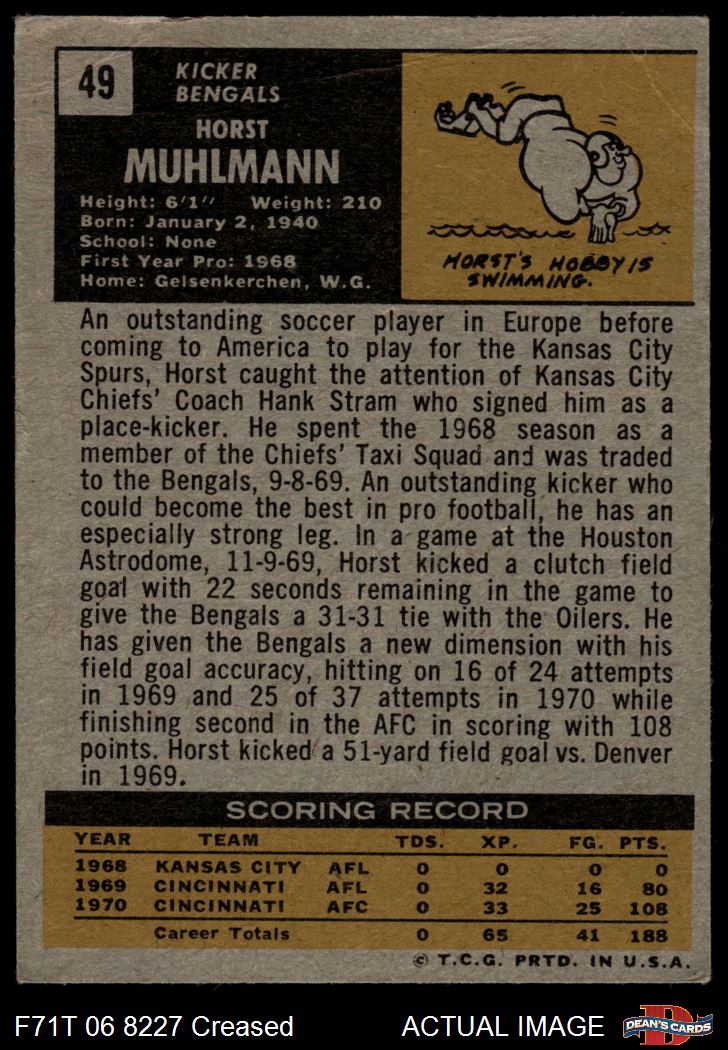 49
KICKER
BENGALS
HORST
MUHLMANN
Height: 6'1" Weight: 210
Born: January 2, 1940
School: None
First Year Pro: 1968
Home: Gelsenkerchen, W.G.
HORST'S HOBBY IS
SWIMMING.
An outstanding soccer player in Europe before
coming to America to play for the Kansas City
Spurs, Horst caught the attention of Kansas City
Chiefs' Coach Hank Stram who signed him as a
place-kicker. He spent the 1968 season as a
member of the Chiefs' Taxi Squad and was traded
to the Bengals, 9-8-69. An outstanding kicker who
could become the best in pro football, he has an
especially strong leg. In a game at the Houston
Astrodome, 11-9-69, Horst kicked a clutch field
goal with 22 seconds remaining in the game to
give the Bengals a 31-31 tie with the Oilers. He
has given the Bengals a new dimension with his
field goal accuracy, hitting on 16 of 24 attempts
in 1969 and 25 of 37 attempts in 1970 while
finishing second in the AFC in scoring with 108
points. Horst kicked a 51-yard field goal vs. Denver
in 1969.
SCORING RECORD
YEAR TEAM TDS. XP. FG. PTS.
1968 KANSAS CITY AFL 0 0 0 0
1969 CINCINNATI AFL 0 32 16 80
1970 CINCINNATI AFC 0 33 25 108
Career Totals 0 65 41 188
© T.C.G. PRTD. IN U.S.A.
F71T 06 8227 Creased ACTUAL IMAGE
DEAN'S CARDS